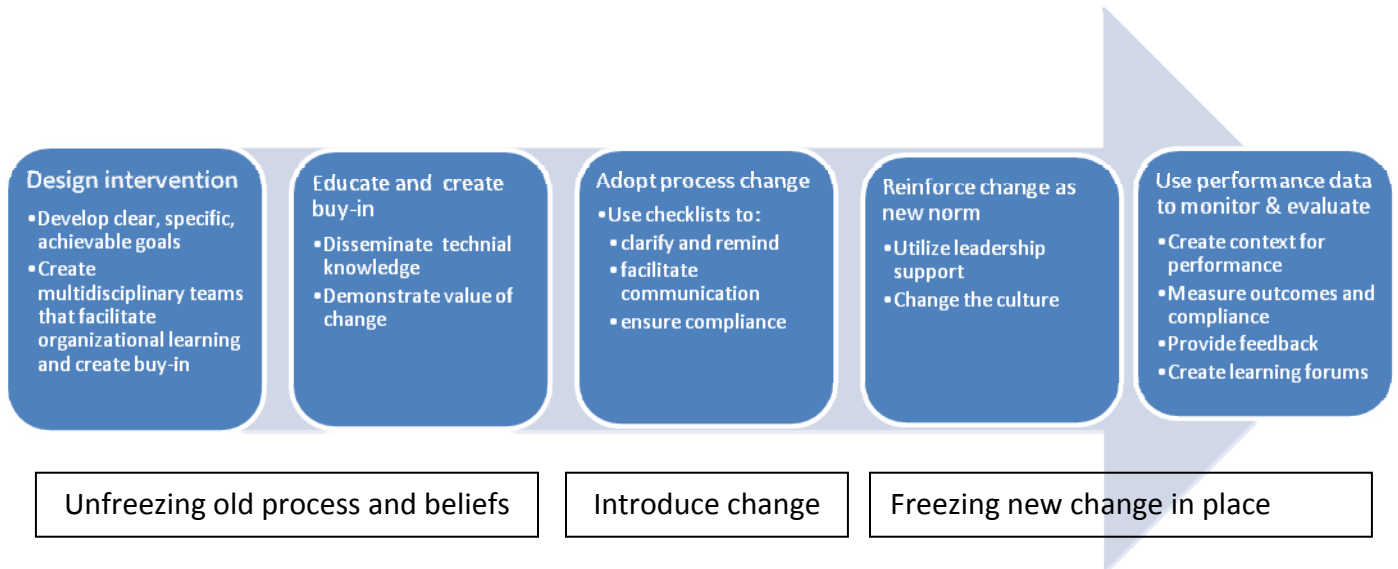 Design intervention
•Develop clear, specific,
achievable goals
•Create
multidisciplinary teams
that facilitate
organizational learning
and create buy-in
Educate and create
buy-in
•Disseminate technial
knowledge
•Demonstrate value of
change
Adopt process change
•Use checklists to:
•clarify and remind
•facilitate
communication
•ensure compliance
Reinforce change as
new norm
•Utilize leadership
support
•Change the culture
Use performance data
to monitor & evaluate
•Create context for
performance
•Measure outcomes and
compliance
•Provide feedback
•Create learning forums
Unfreezing old process and beliefs
Introduce change
Freezing new change in place